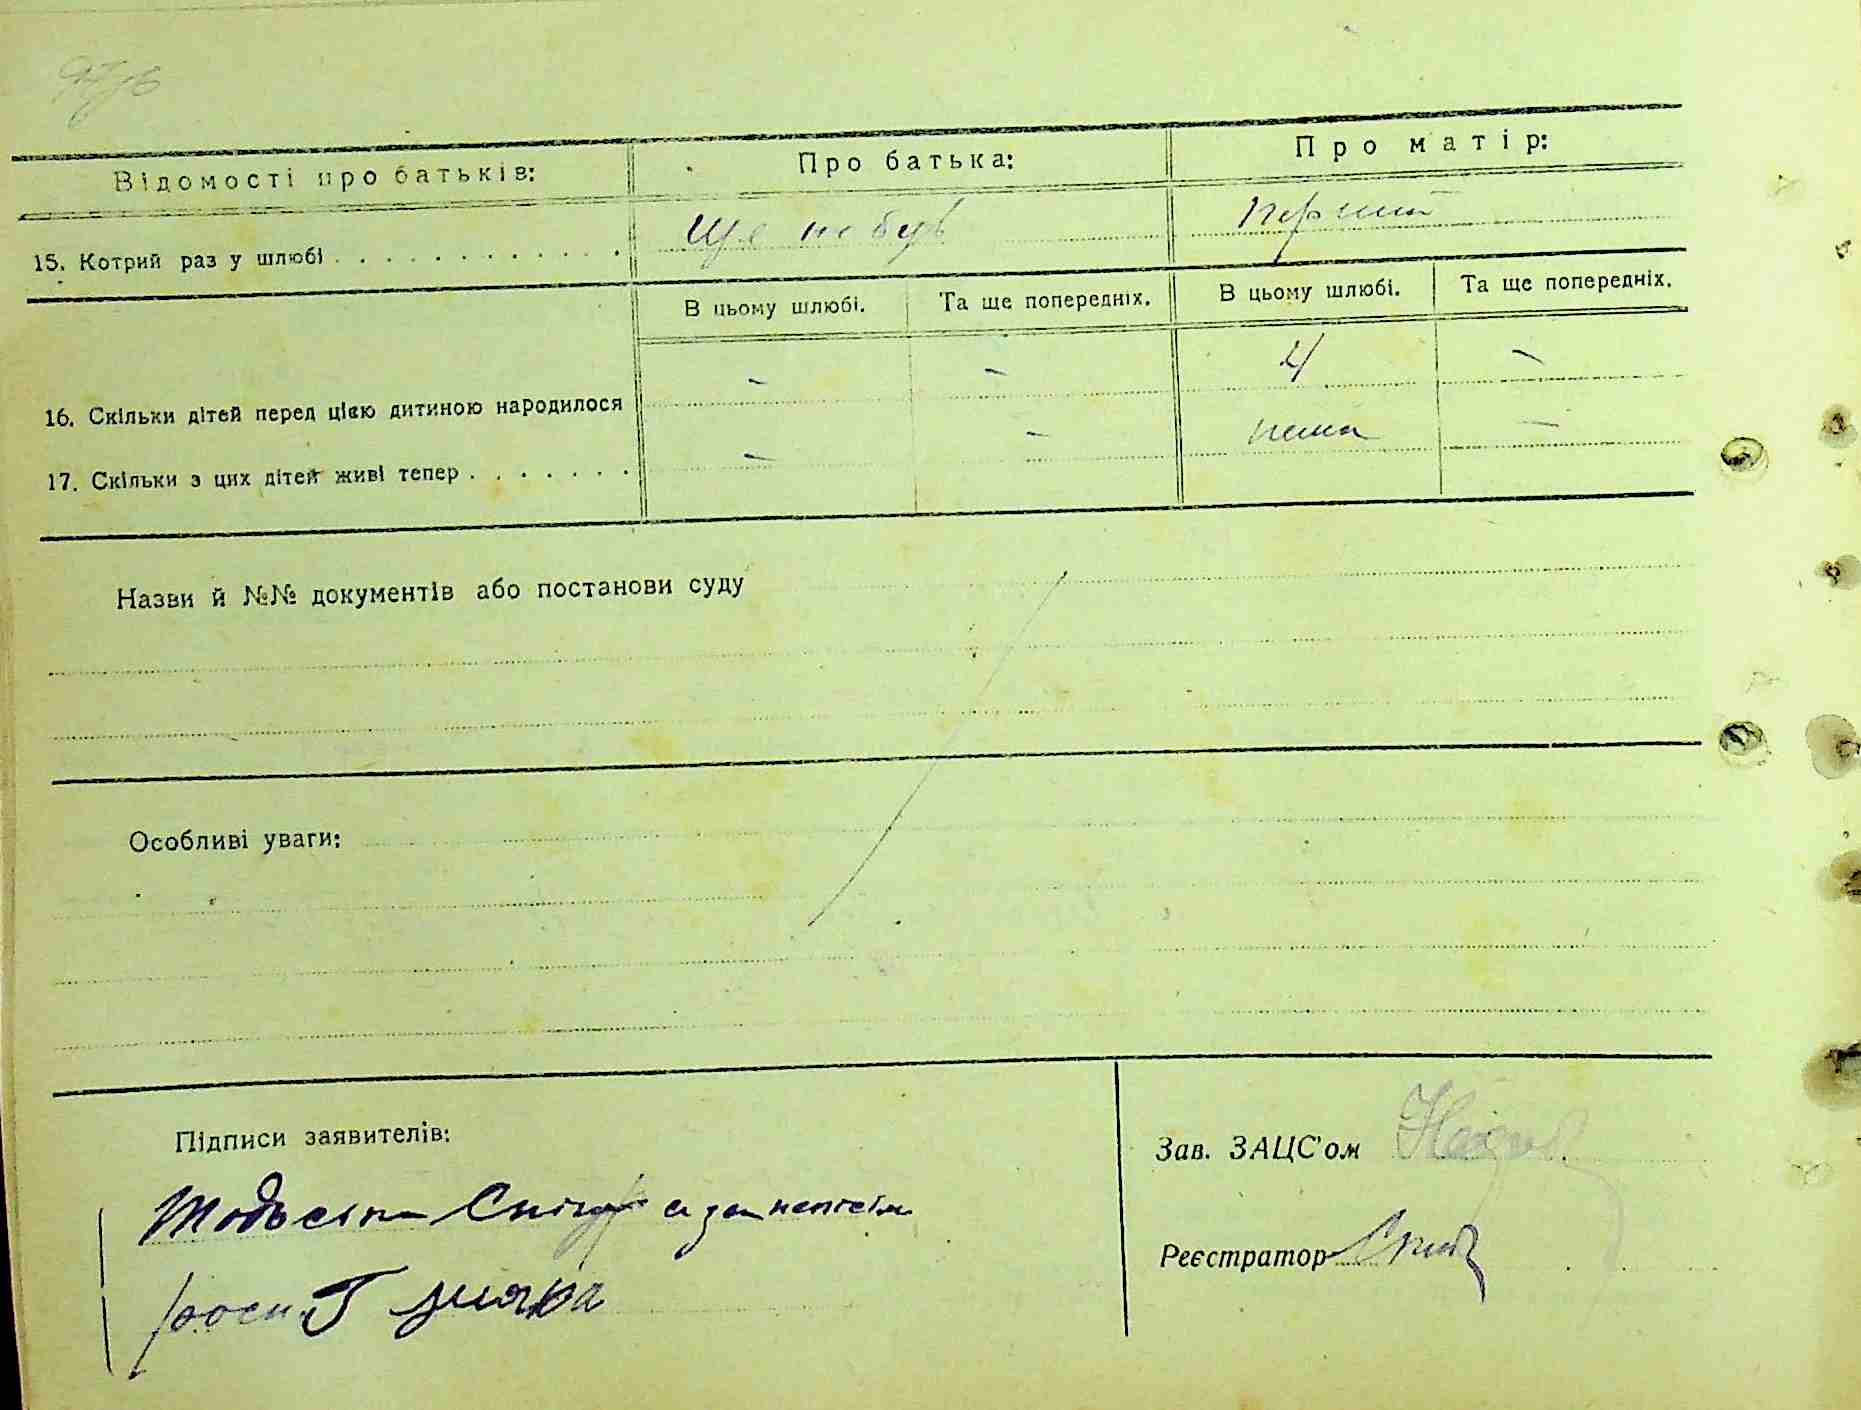 Відомості про батьків: Про батька: Про матір:
15. Котрий раз у шлюбі . . . . . . . . . . . . Ще не був Перший
В цьому шлюбі. Та ще попередніх. В цьому шлюбі. Та ще попередніх.
16. Скільки дітей перед цією дитиною народилося – – 4 –
17. Скільки з цих дітей живі тепер . . . . . . . – – нема –
Назви й №№ документів або постанови суду
Особливі уваги:
Підписи заявителів:
Зав. ЗАЦС'ом
Реєстратор